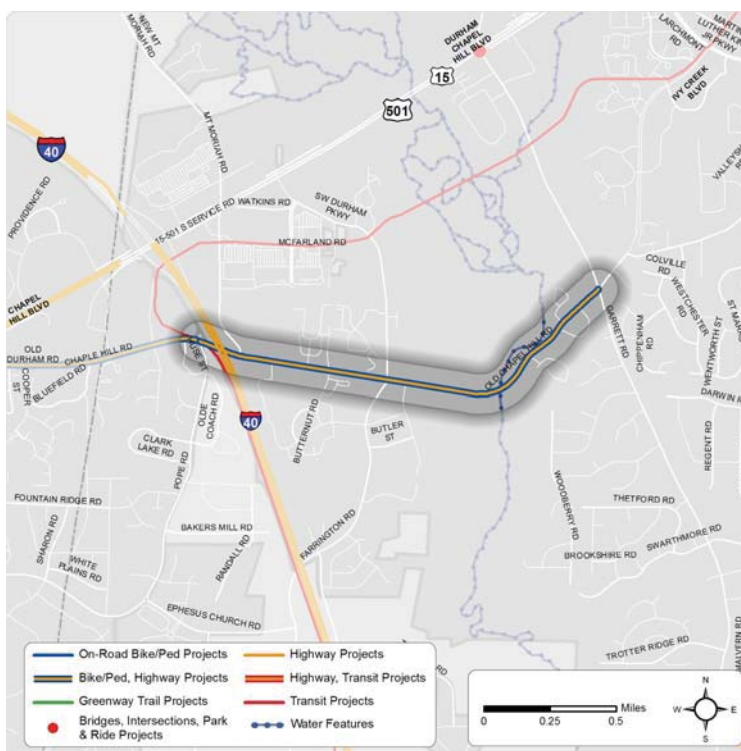 NEW MT
MORIAH RD
DURHAM
CHAPEL
HILL BLVD
MARTIN
LUTHER KING
JR PKWY
LARCHMONT
RD
IVY CREEK
BLVD
15
501
40
MT MORIAH RD
PROVIDENCE RD
15-501 S SERVICE RD
WATKINS RD
SW DURHAM
PKWY
MCFARLAND RD
COLVILLE
RD
WESTCHESTER
RD
CHAPEL
HILL BLVD
OLD
DURHAM RD
CHAPLE HILL RD
COOPER
ST
BLUEFIELD RD
OLD CHAPEL HILL RD
GARRETT RD
CHIPPENHAM
RD
WENTWORTH ST
DARWIN
OLDE
COACH RD
40
BUTTERNUT RD
BUTLER
ST
CLARK
LAKE RD
POPE RD
REGENT RD
FOUNTAIN RIDGE RD
WOODBERRY RD
THETFORD RD
SHARON RD
BAKERS MILL RD
RANDALL RD
FARRINGTON RD
BROOKSHIRE RD
SWARTHMORE RD
WHITE
PLAINS RD
EPHESUS CHURCH RD
TROTTER RIDGE RD
MALVERN RD
On-Road Bike/Ped Projects
Highway Projects
Bike/Ped, Highway Projects
Highway, Transit Projects
Greenway Trail Projects
Transit Projects
Bridges, Intersections, Park
& Ride Projects
Water Features
Miles
0 0.25 0.5
N
W E
S